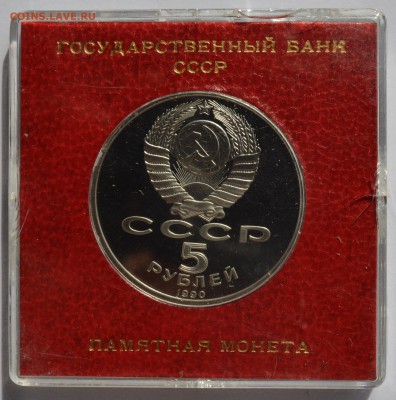 COINS.LAVE.RU
ГОСУДАРСТВЕННЫЙ БАНК
СССР
СССР
5
РУБЛЕЙ
1990
ПАМЯТНАЯ МОНЕТА